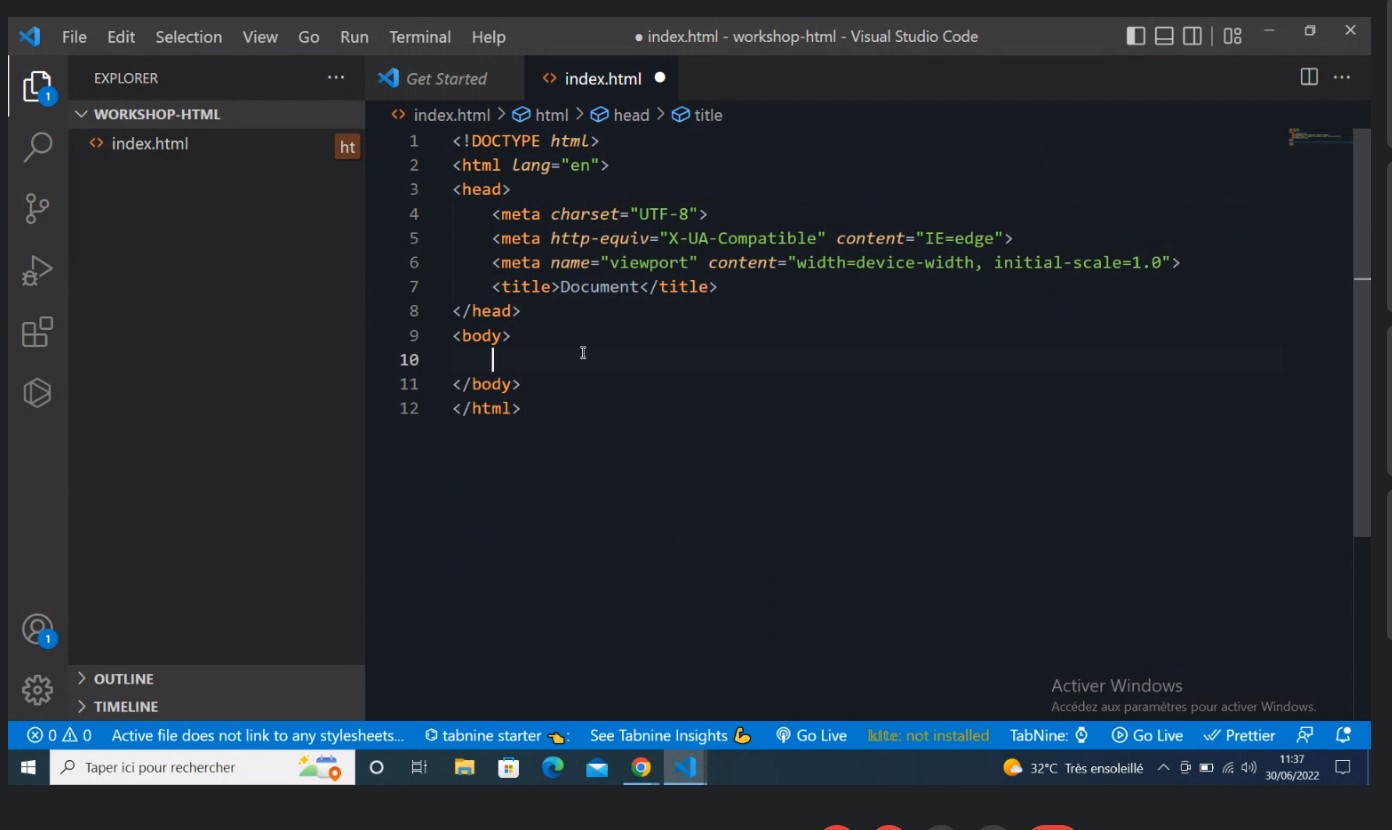 File Edit Selection View Go Run Terminal Help ● index.html - workshop-html - Visual Studio Code
EXPLORER ···
Get Started
index.html ●
WORKSHOP-HTML
index.html ht
1
index.html > html > head > title
1 <!DOCTYPE html>
2 <html lang="en">
3 <head>
4 <meta charset="UTF-8">
5 <meta http-equiv="X-UA-Compatible" content="IE=edge">
6 <meta name="viewport" content="width=device-width, initial-scale=1.0">
7 <title>Document</title>
8 </head>
9 <body>
10
11 </body>
12 </html>
1
OUTLINE
TIMELINE
Activer Windows
Accédez aux paramètres pour activer Windows.
0 0 Active file does not link to any stylesheets... tabnine starter : See Tabnine Insights Go Live kite: not installed TabNine: Go Live Prettier
Taper ici pour rechercher 32°C Très ensoleillé 11:37
30/06/2022